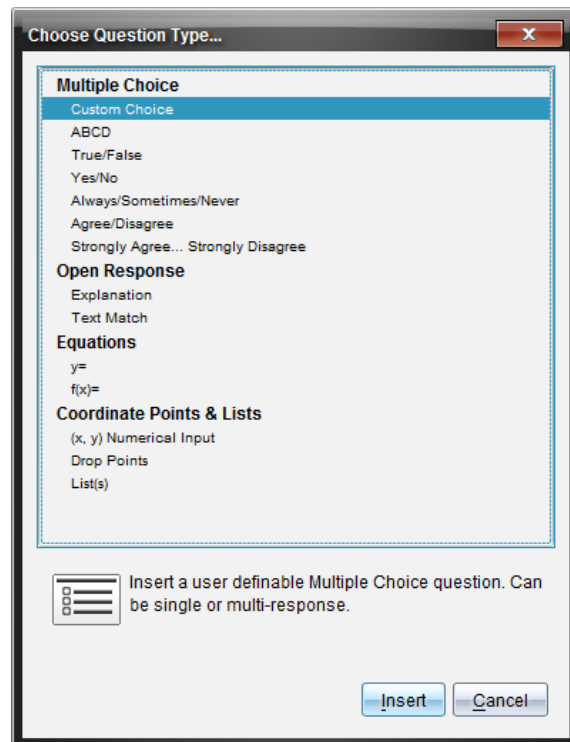 Choose Question Type...
Multiple Choice
Custom Choice
ABCD
True/False
Yes/No
Always/Sometimes/Never
Agree/Disagree
Strongly Agree... Strongly Disagree
Open Response
Explanation
Text Match
Equations
y=
f(x)=
Coordinate Points & Lists
(x, y) Numerical Input
Drop Points
List(s)
Insert a user definable Multiple Choice question. Can
be single or multi-response.
Insert Cancel